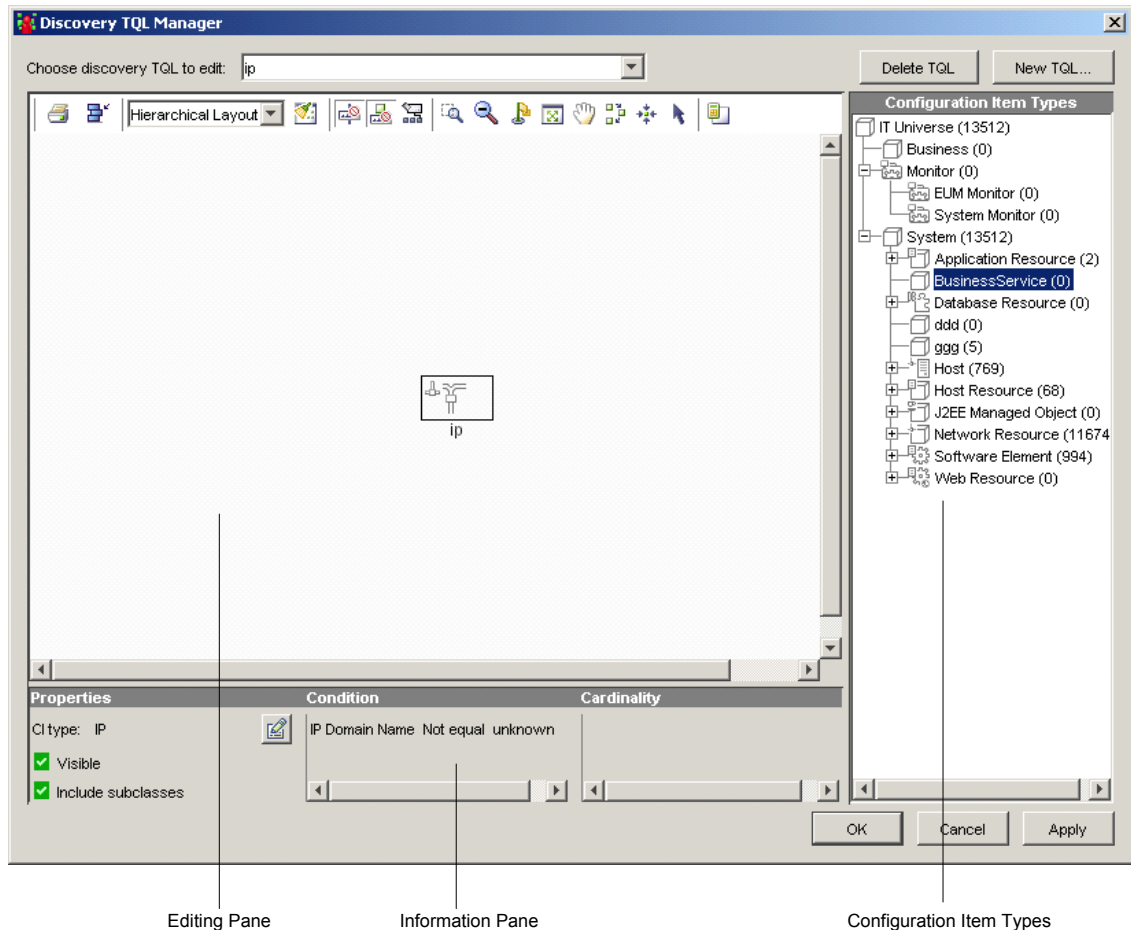 Discovery TQL Manager
Choose discovery TQL to edit: ip
Delete TQL
New TQL...
Hierarchical Layout
Configuration Item Types
IT Universe (13512)
Business (0)
Monitor (0)
EUM Monitor (0)
System Monitor (0)
System (13512)
Application Resource (2)
BusinessService (0)
Database Resource (0)
ddd (0)
ggg (5)
Host (769)
Host Resource (68)
J2EE Managed Object (0)
Network Resource (11674
Software Element (994)
Web Resource (0)
ip
Properties
Condition
Cardinality
CI type: IP
IP Domain Name Not equal unknown
Visible
Include subclasses
OK
Cancel
Apply
Editing Pane
Information Pane
Configuration Item Types